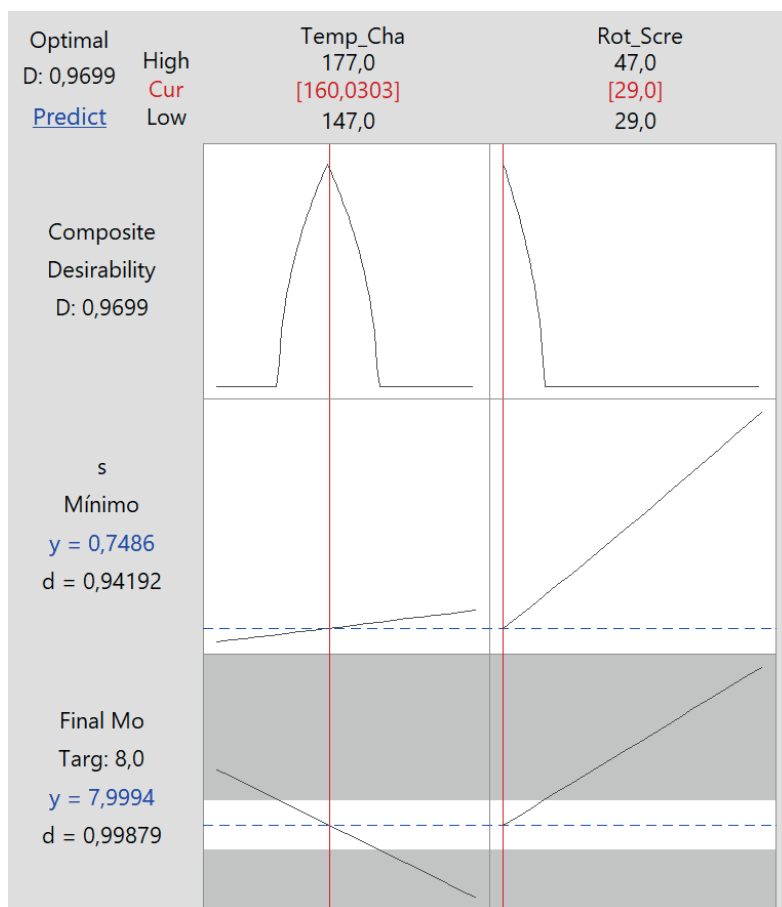 Optimal
D: 0,9699
Predict
High
Cur
Low
Temp_Cha
177,0
[160,0303]
147,0
Rot_Scre
47,0
[29,0]
29,0
Composite
Desirability
D: 0,9699
s
Mínimo
y = 0,7486
d = 0,94192
Final Mo
Targ: 8,0
y = 7,9994
d = 0,99879